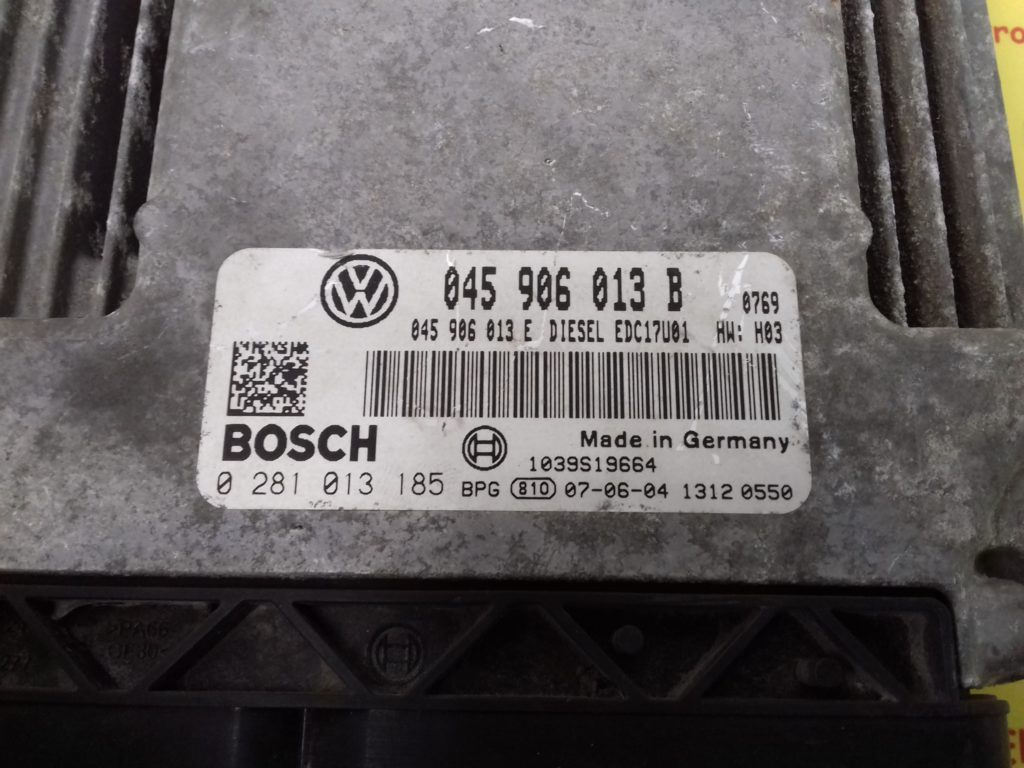 045 906 013 B 0769
045 906 013 E DIESEL EDC17U01 HW: H03
BOSCH
Made in Germany
1039S19664
0 281 013 185 BPG 810 07-06-04 1312 0550
>PA66-